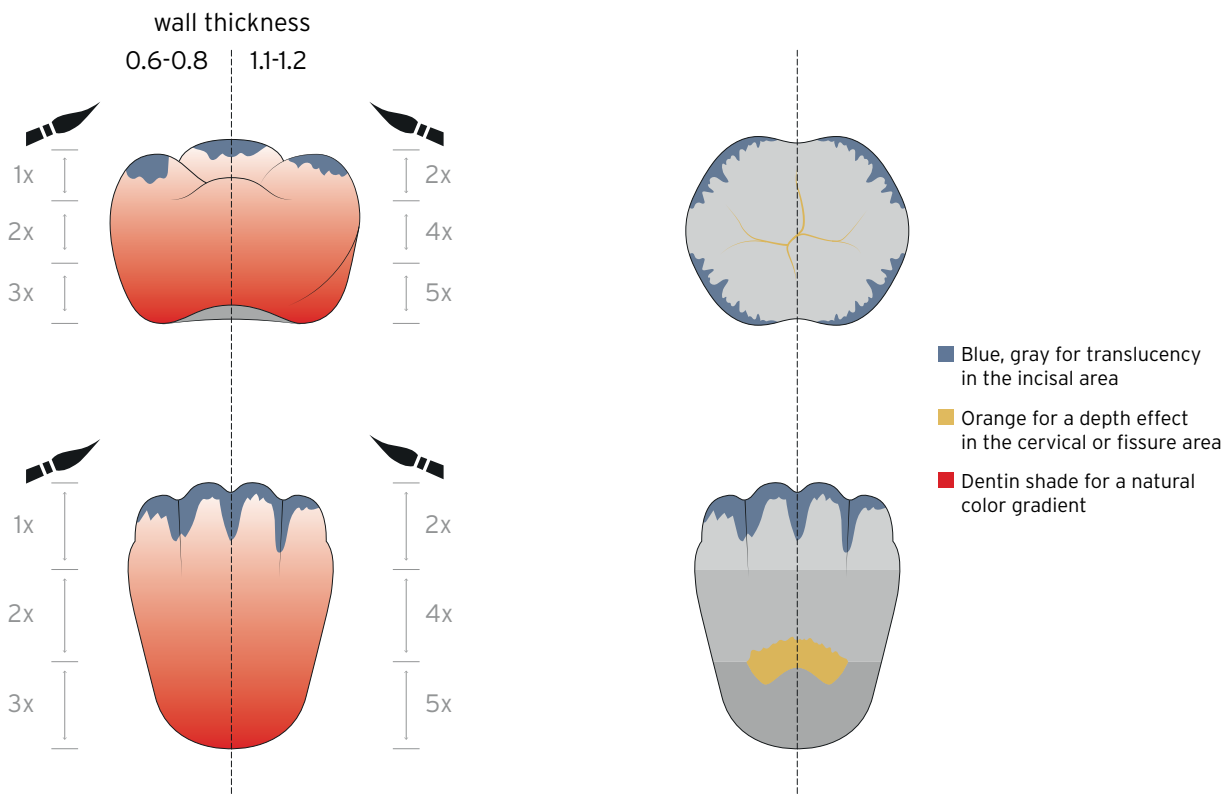 wall thickness
0.6-0.8 1.1-1.2
1x 2x
2x 4x
3x 5x
Blue, gray for translucency
in the incisal area
Orange for a depth effect
in the cervical or fissure area
Dentin shade for a natural
color gradient
1x 2x
2x 4x
3x 5x